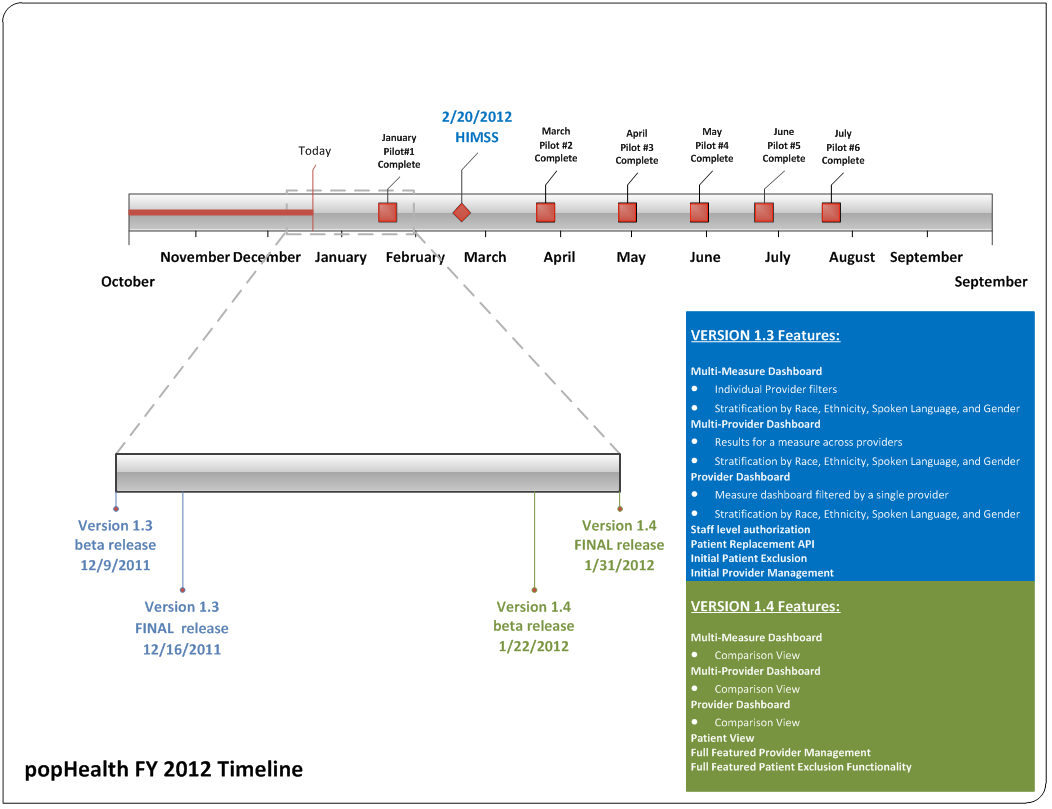 2/20/2012
HIMSS
Today
January
Pilot#1
Complete
March
Pilot #2
Complete
April
Pilot #3
Complete
May
Pilot #4
Complete
June
Pilot #5
Complete
July
Pilot #6
Complete
November December January February March April May June July August September
October
September
VERSION 1.3 Features:
Multi-Measure Dashboard
• Individual Provider filters
• Stratification by Race, Ethnicity, Spoken Language, and Gender
Multi-Provider Dashboard
• Results for a measure across providers
• Stratification by Race, Ethnicity, Spoken Language, and Gender
Provider Dashboard
• Measure dashboard filtered by a single provider
• Stratification by Race, Ethnicity, Spoken Language, and Gender
Staff level authorization
Patient Replacement API
Initial Patient Exclusion
Initial Provider Management
Version 1.3
beta release
12/9/2011
Version 1.3
FINAL release
12/16/2011
Version 1.4
beta release
1/22/2012
Version 1.4
FINAL release
1/31/2012
VERSION 1.4 Features:
Multi-Measure Dashboard
• Comparison View
Multi-Provider Dashboard
• Comparison View
Provider Dashboard
• Comparison View
Patient View
Full Featured Provider Management
Full Featured Patient Exclusion Functionality
popHealth FY 2012 Timeline